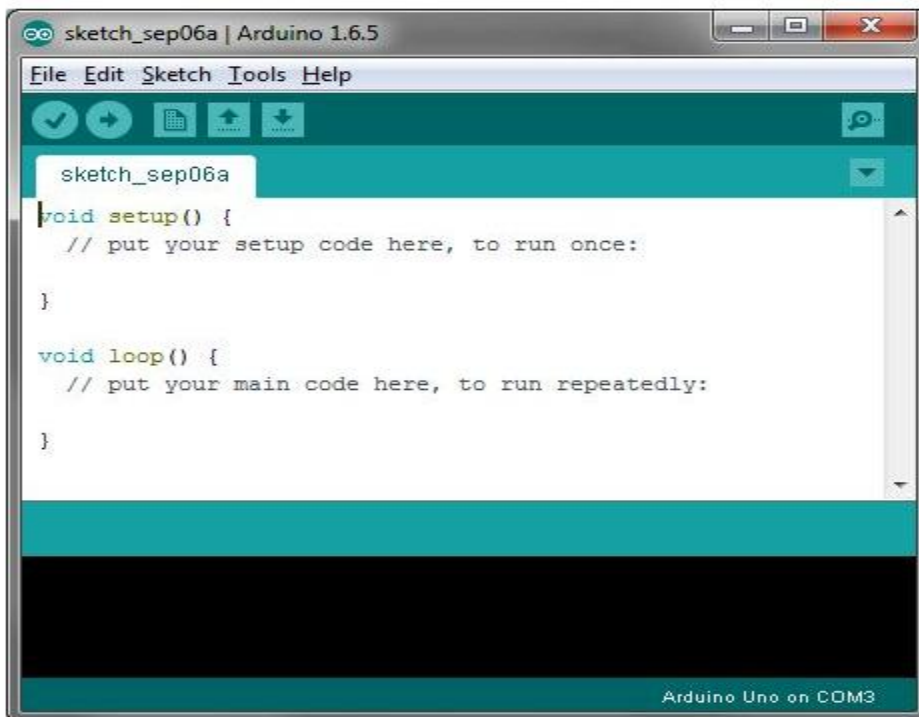 sketch_sep06a | Arduino 1.6.5
File Edit Sketch Tools Help
sketch_sep06a
void setup() {
  // put your setup code here, to run once:
}
void loop() {
  // put your main code here, to run repeatedly:
}
Arduino Uno on COM3